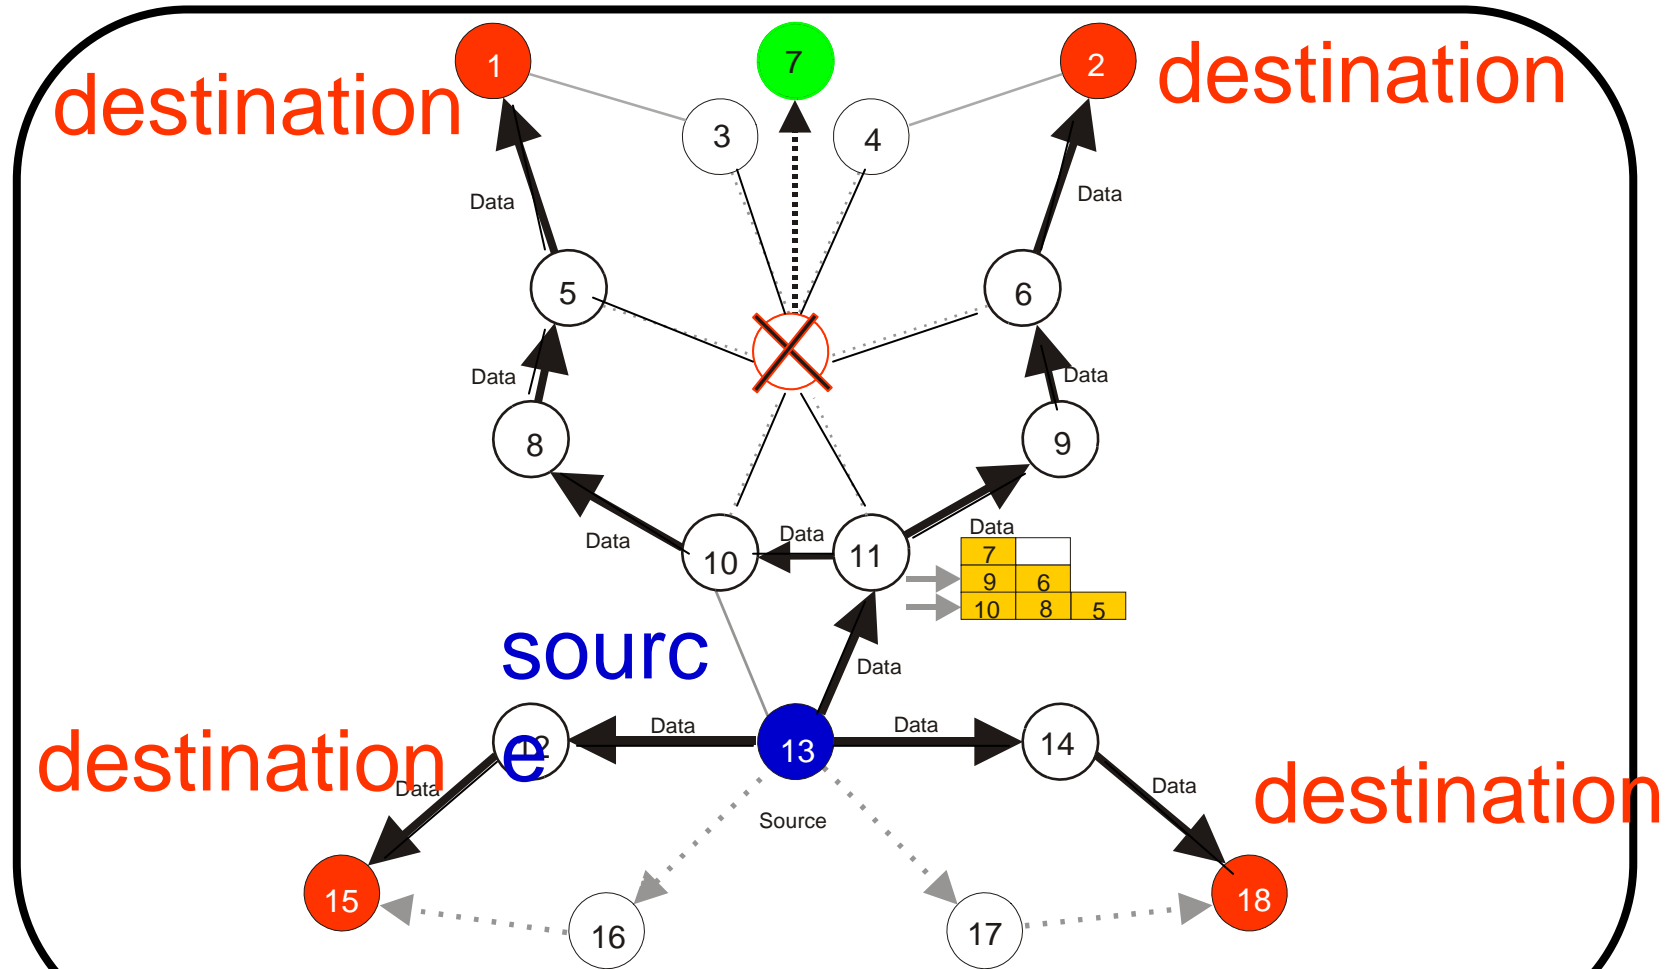 1
7
2
destination
destination
3
4
Data
Data
5
6
Data
Data
8
9
Data
Data
Data
10
11
7
9 6
10 8 5
sourc
e
Data
12
Data
13
Data
14
destination
Data
Data
destination
Source
15
18
16
17